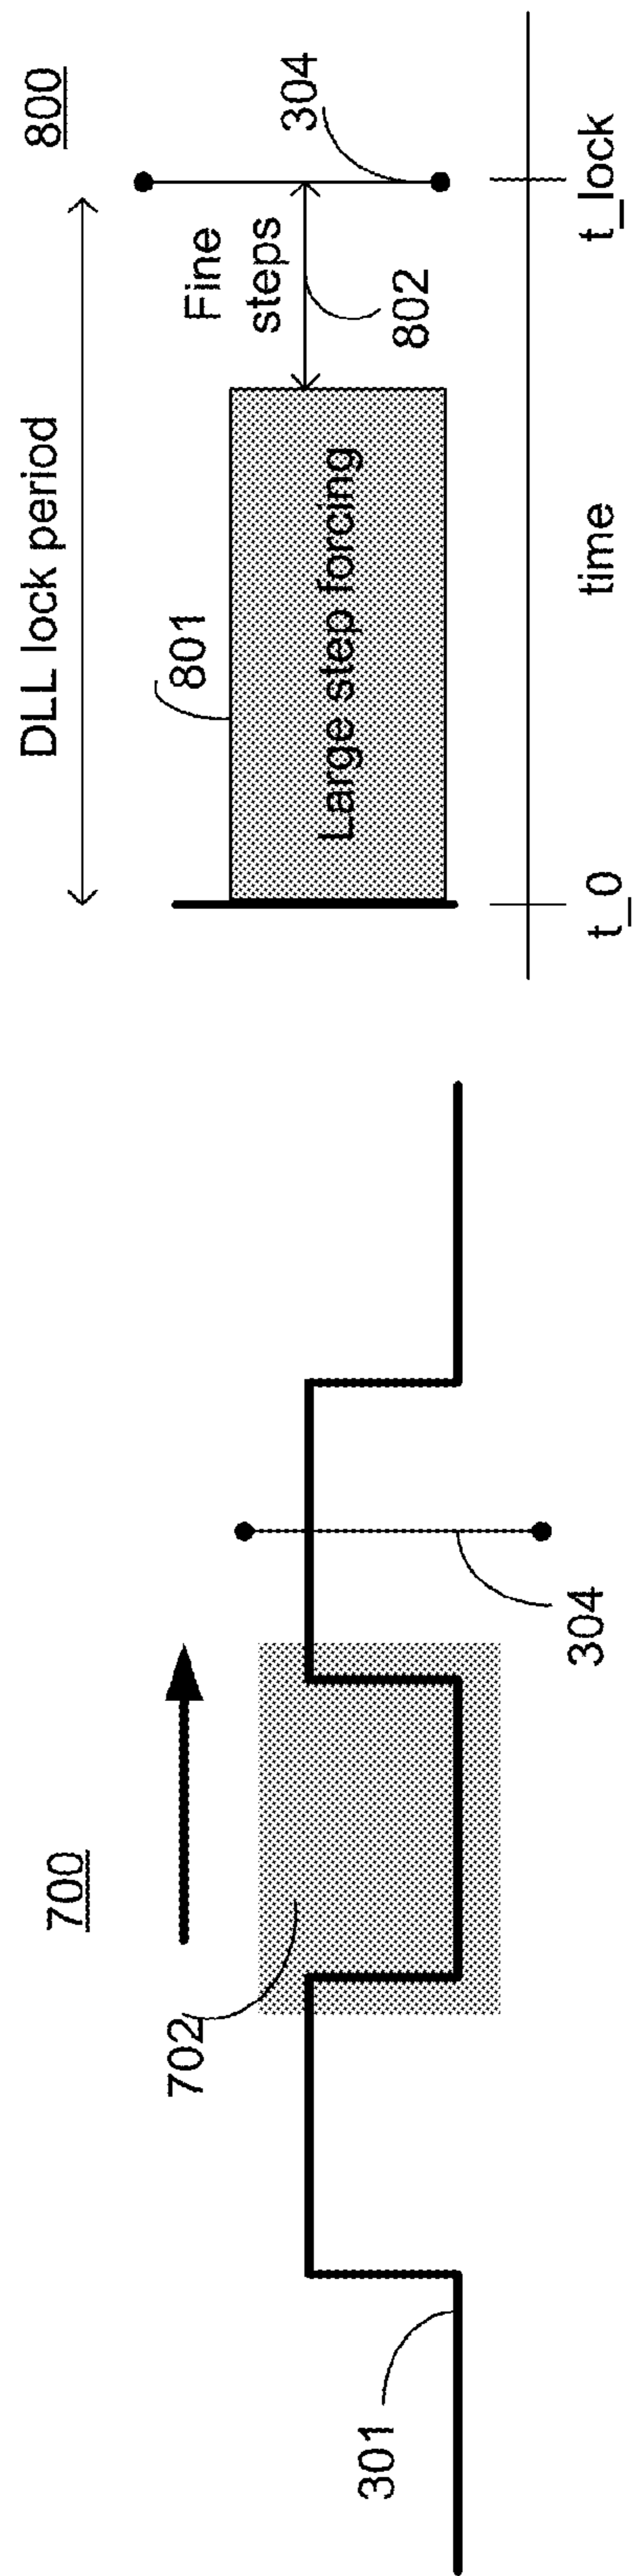 700
702
301
304
800
DLL lock period
801
Large step forcing
Fine
steps
802
304
t_0
time
t_lock